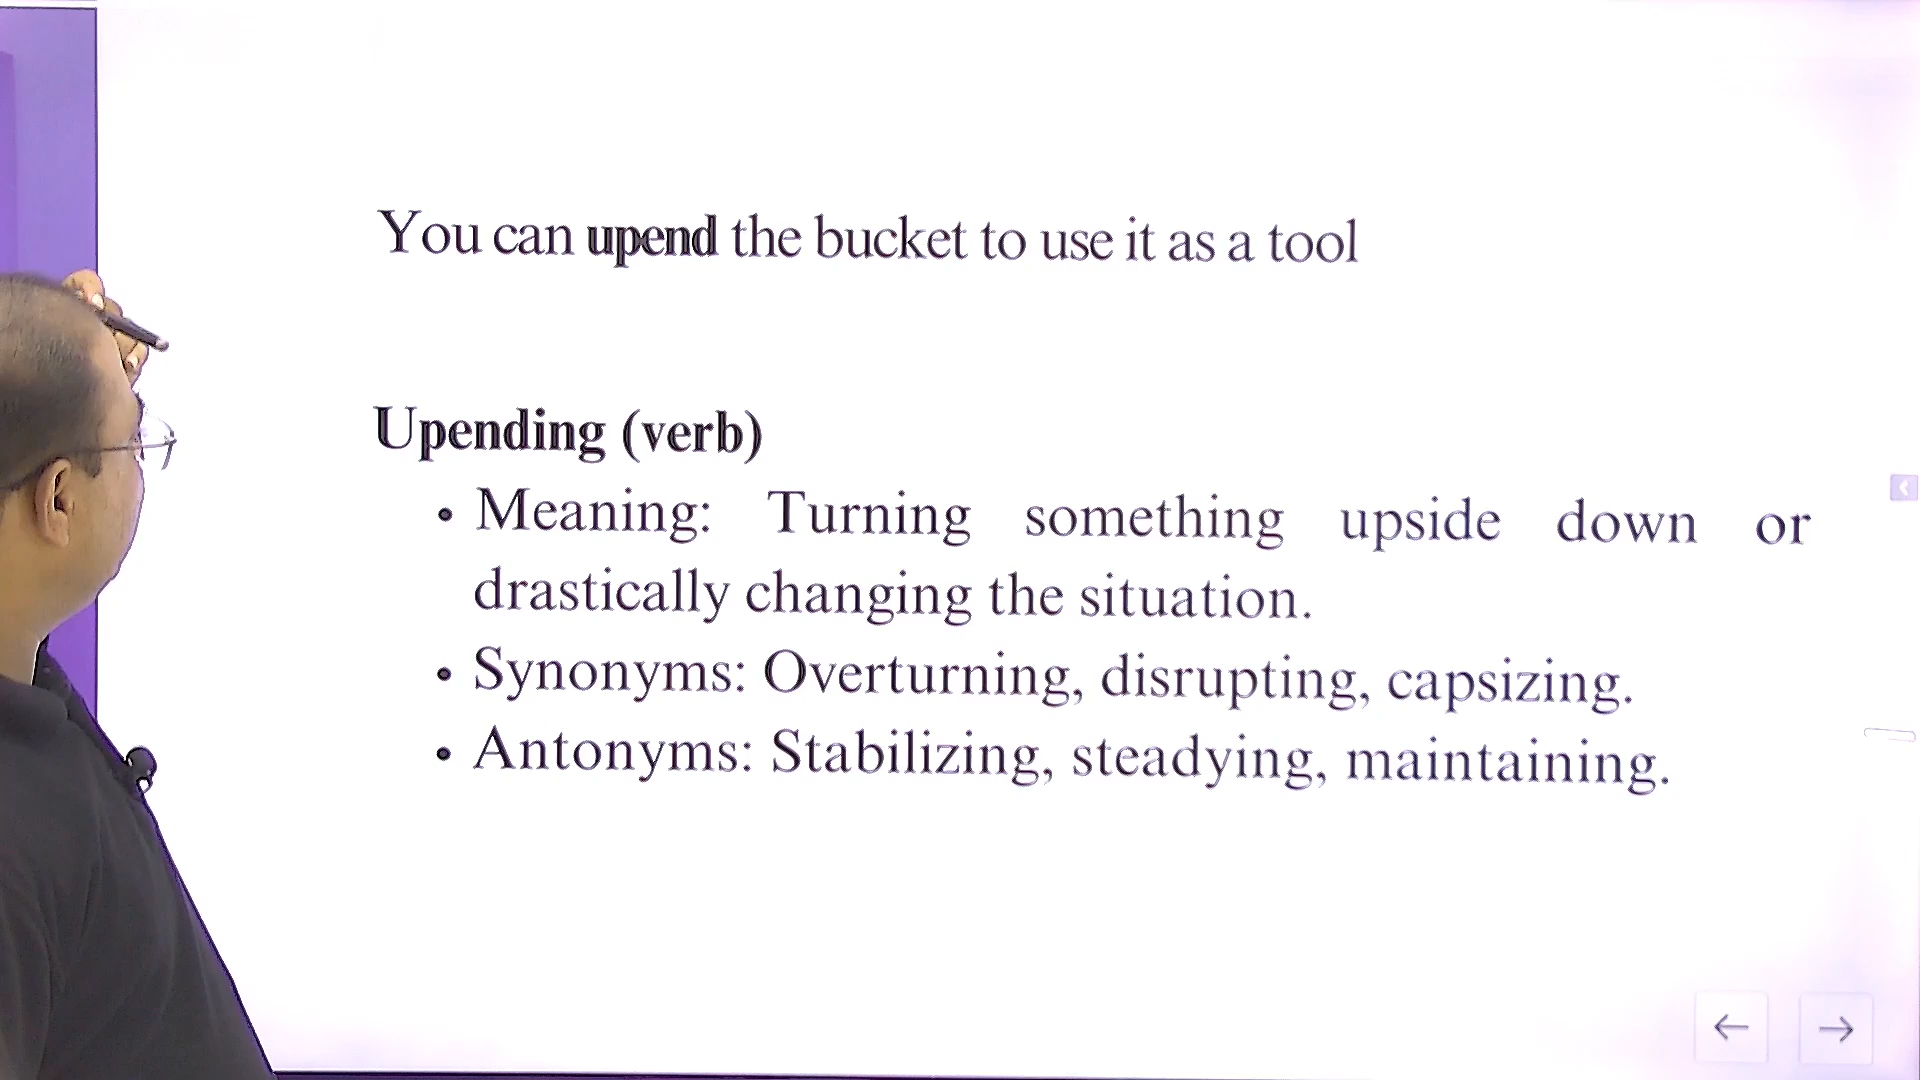 You can upend the bucket to use it as a tool
Upending (verb)
• Meaning: Turning something upside down or
drastically changing the situation.
• Synonyms: Overturning, disrupting, capsizing.
• Antonyms: Stabilizing, steadying, maintaining.